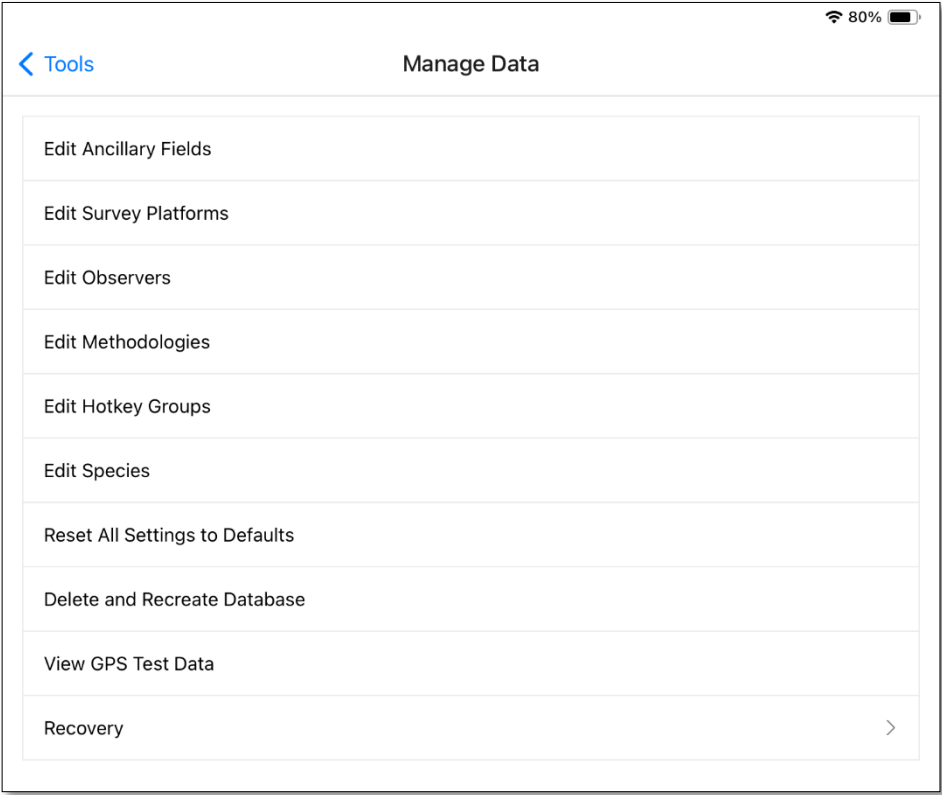 80%
Tools
Manage Data
Edit Ancillary Fields
Edit Survey Platforms
Edit Observers
Edit Methodologies
Edit Hotkey Groups
Edit Species
Reset All Settings to Defaults
Delete and Recreate Database
View GPS Test Data
Recovery